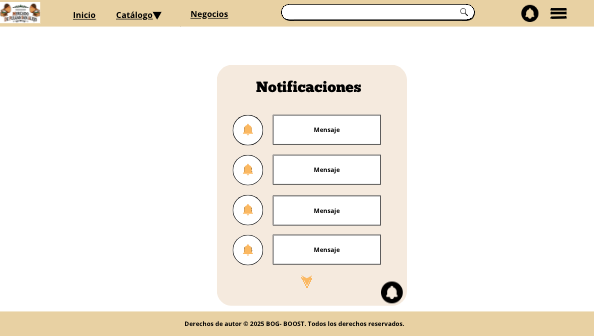 Inicio
Catálogo
Negocios
Notificaciones
Mensaje
Mensaje
Mensaje
Mensaje
Derechos de autor © 2025 BOG- BOOST. Todos los derechos reservados.